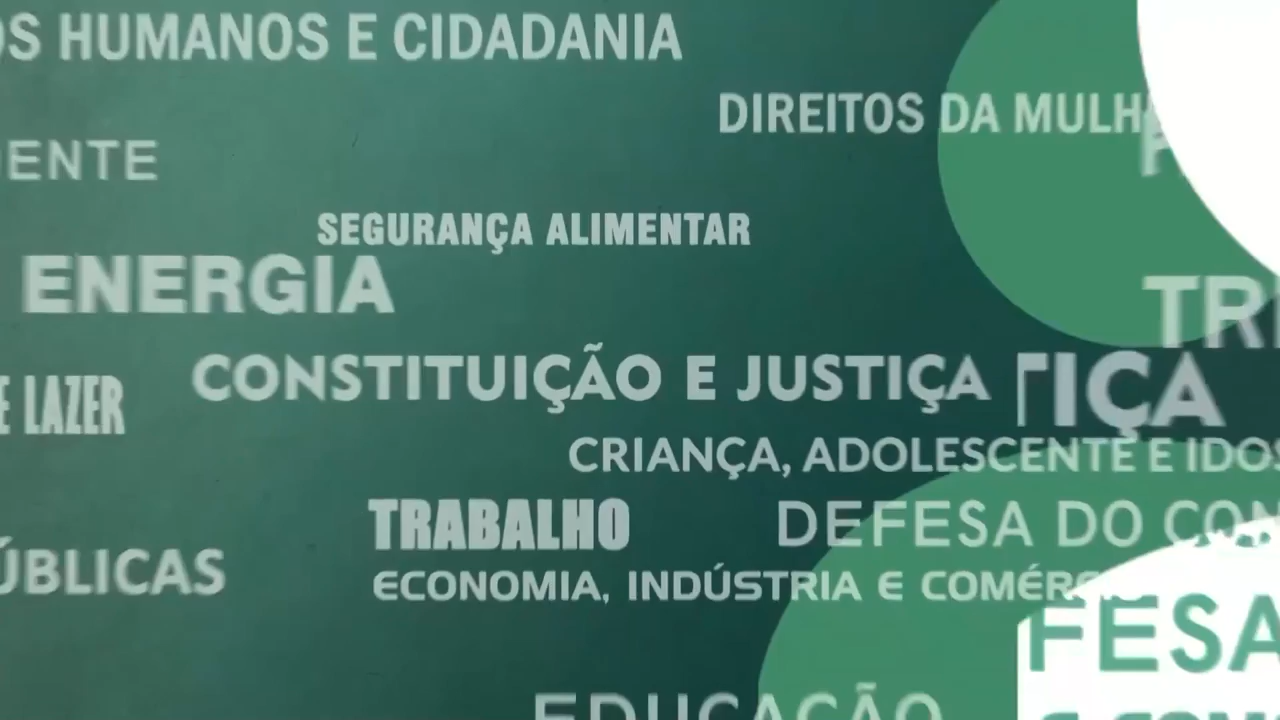 OS HUMANOS E CIDADANIA
DIREITOS DA MULH
ENTE
SEGURANÇA ALIMENTAR
ENERGIA
TRI
CONSTITUIÇÃO E JUSTIÇA
TIÇA
E LAZER
CRIANÇA, ADOLESCENTE E IDOS
TRABALHO
DEFESA DO CON
ÚBLICAS
ECONOMIA, INDÚSTRIA E COMÉR
FESA
EDUCAÇÃO